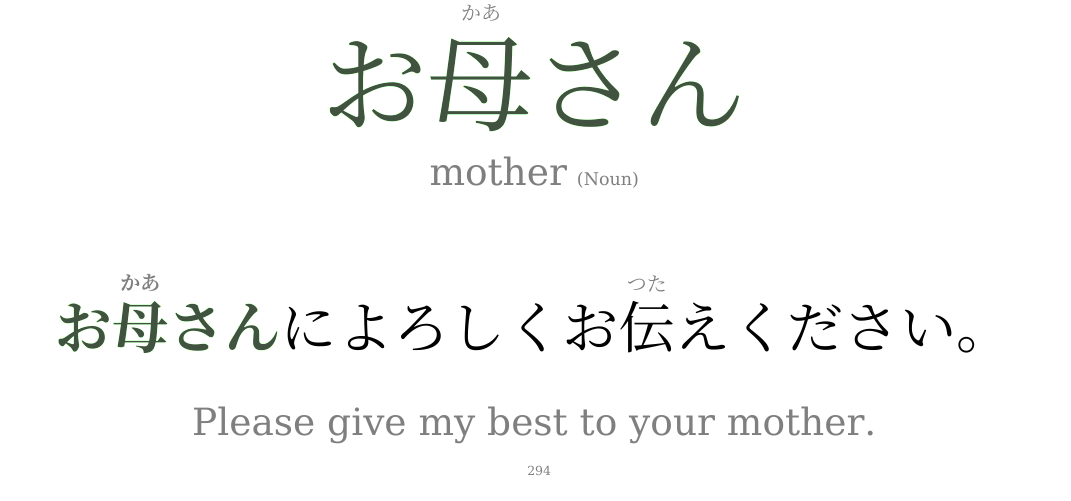 かあ
お母さん
mother (Noun)
かあ つた
お母さんによろしくお伝えください。
Please give my best to your mother.
294